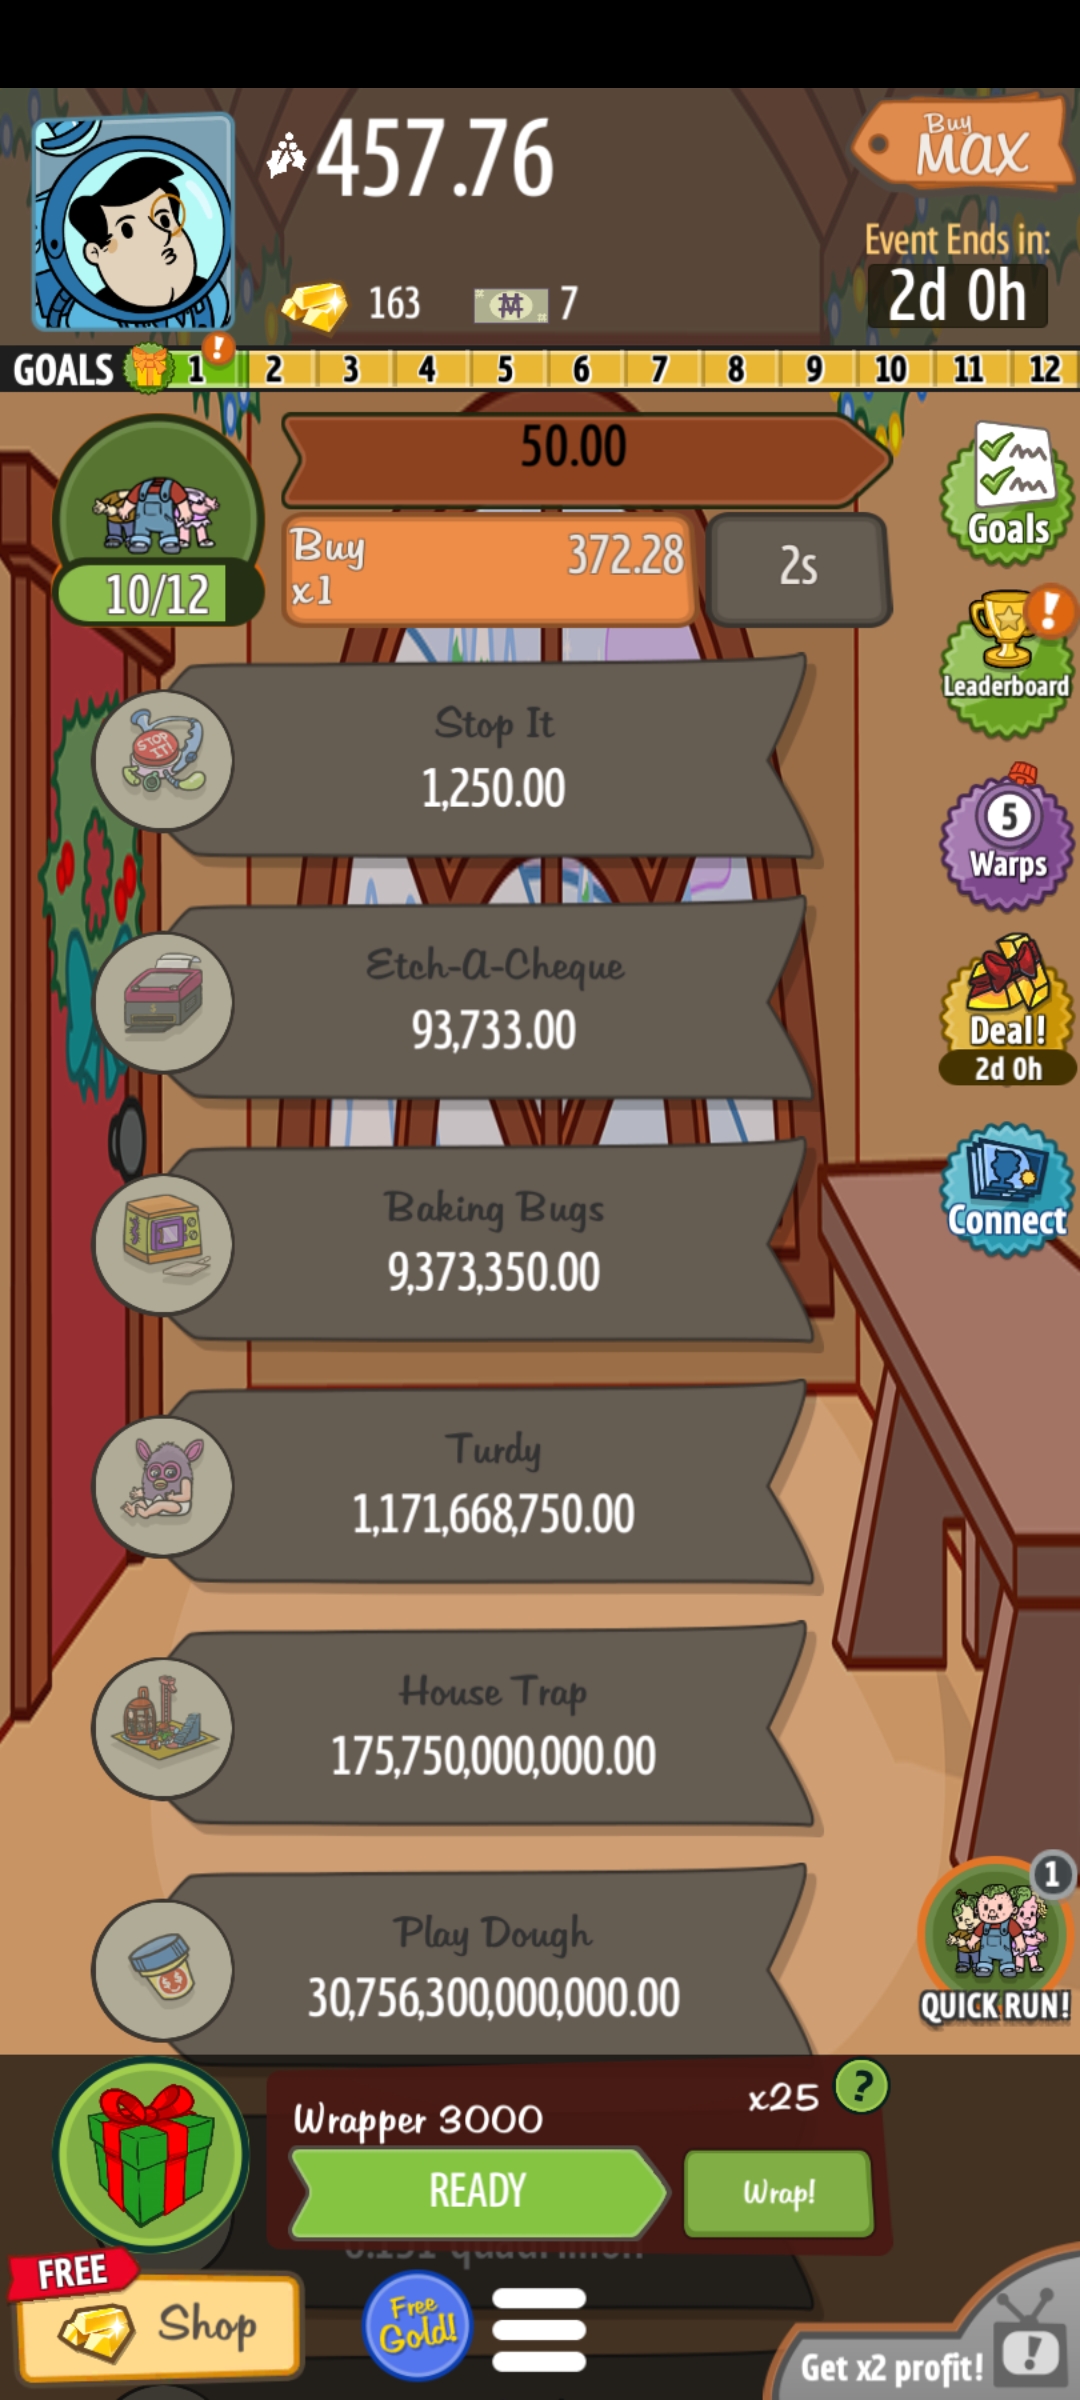 457.76
Buy
MAX
163
7
Event Ends in:
2d 0h
GOALS 1 ! 2 3 4 5 6 7 8 9 10 11 12
50.00
10/12
Buy
x1
372.28
2s
Goals
!
Leaderboard
STOP
IT!
Stop It
1,250.00
5
Warps
Etch-A-Cheque
93,733.00
Deal!
2d 0h
Baking Bugs
9,373,350.00
Connect
Turdy
1,171,668,750.00
House Trap
175,750,000,000.00
Play Dough
30,756,300,000,000.00
1
QUICK RUN!
Wrapper 3000
x25
?
READY
Wrap!
FREE
Shop
Free
Gold!
Get x2 profit!
!